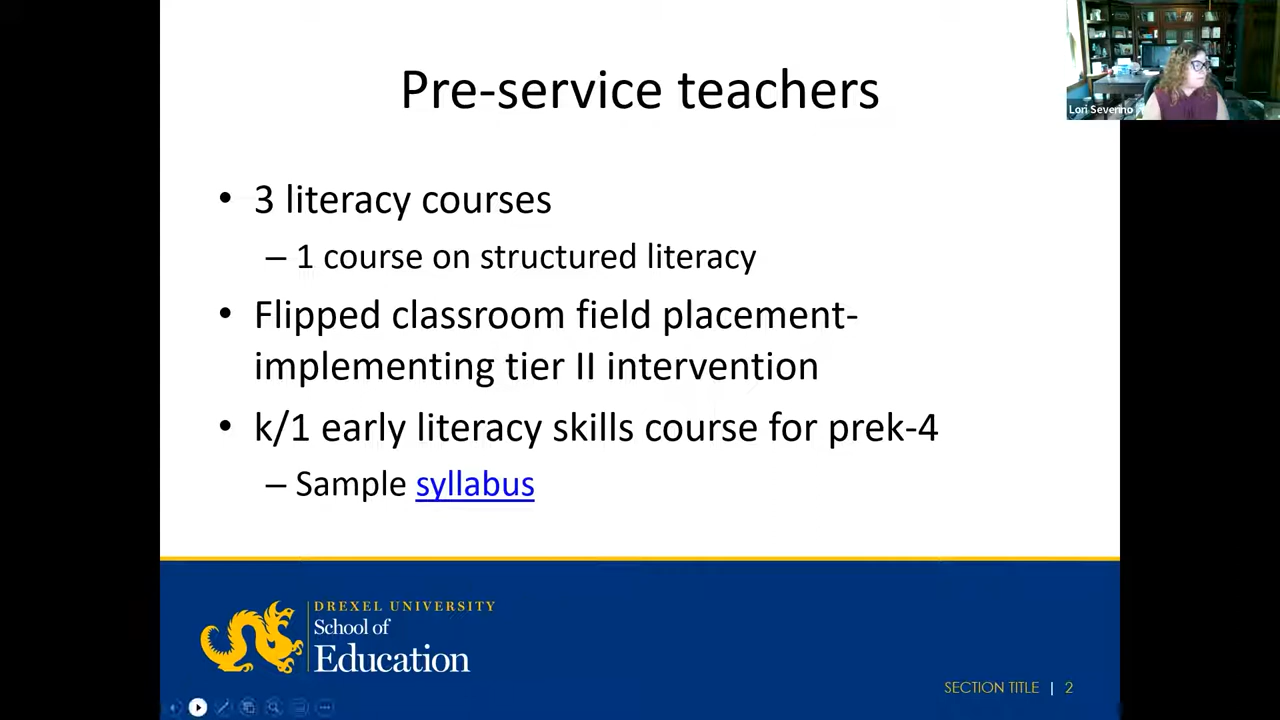 Pre-service teachers
Lori Severino
• 3 literacy courses
– 1 course on structured literacy
• Flipped classroom field placement-
implementing tier II intervention
• k/1 early literacy skills course for prek-4
– Sample syllabus
DREXEL UNIVERSITY
School of
Education
SECTION TITLE | 2